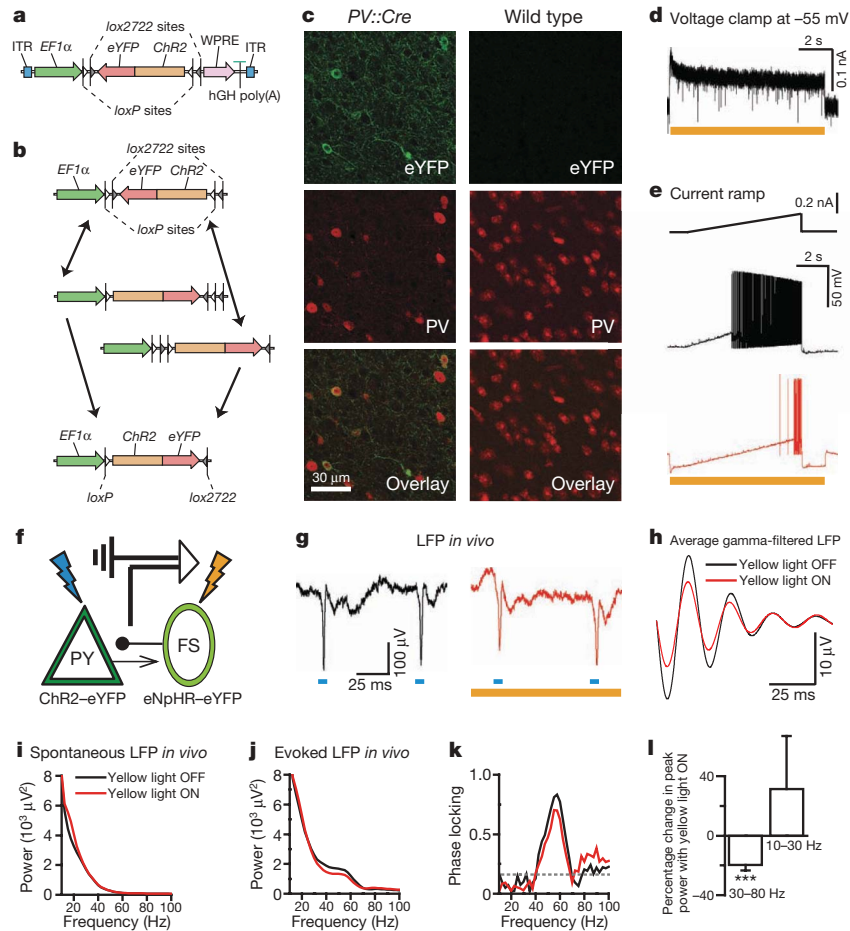 a
lox2722 sites
ITR EF1α eYFP ChR2 WPRE ITR
loxP sites
hGH poly(A)
b
lox2722 sites
EF1α eYFP ChR2
loxP sites
EF1α ChR2 eYFP
loxP lox2722
c PV::Cre Wild type
eYFP eYFP
PV PV
30 μm Overlay Overlay
d Voltage clamp at –55 mV
2 s
0.1 nA
e Current ramp
0.2 nA
2 s
50 mV
f
PY FS
ChR2–eYFP eNpHR–eYFP
g LFP in vivo
100 μV
25 ms
h Average gamma-filtered LFP
Yellow light OFF
Yellow light ON
10 μV
25 ms
i Spontaneous LFP in vivo
Yellow light OFF
Yellow light ON
Power (10³ μV²)
8
6
4
2
0
20 40 60 80 100
Frequency (Hz)
j Evoked LFP in vivo
Power (10³ μV²)
8
6
4
2
0
20 40 60 80 100
Frequency (Hz)
k
Phase locking
1.0
0.5
0
20 40 60 80 100
Frequency (Hz)
l
Percentage change in peak
power with yellow light ON
40
0
–40
10–30 Hz
***
30–80 Hz